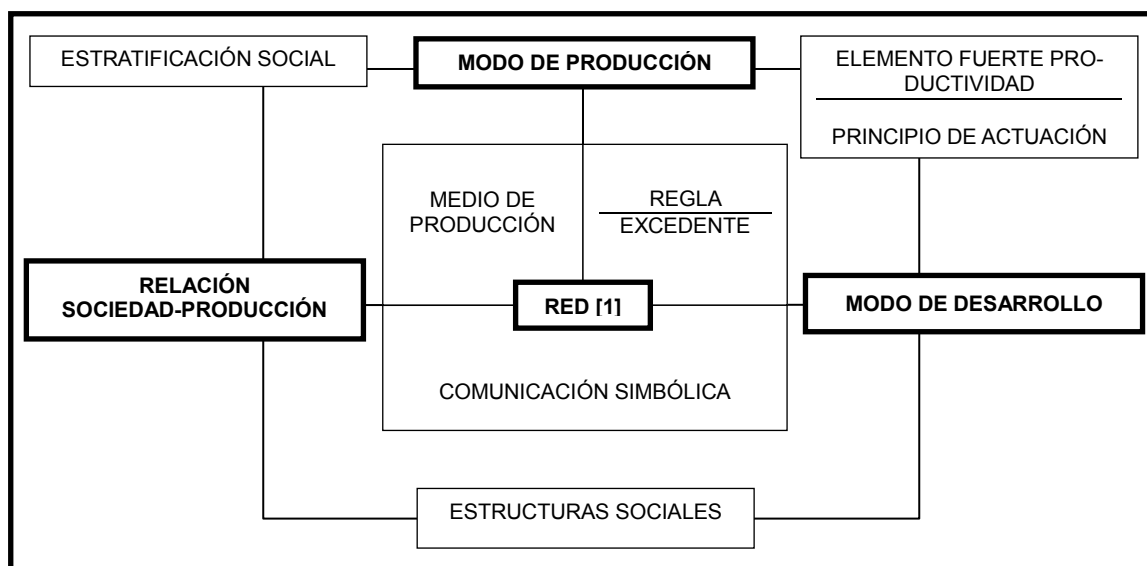 ESTRATIFICACIÓN SOCIAL
MODO DE PRODUCCIÓN
ELEMENTO FUERTE PRO-
DUCTIVIDAD
PRINCIPIO DE ACTUACIÓN
MEDIO DE
PRODUCCIÓN
REGLA
EXCEDENTE
RELACIÓN
SOCIEDAD-PRODUCCIÓN
RED [1]
MODO DE DESARROLLO
COMUNICACIÓN SIMBÓLICA
ESTRUCTURAS SOCIALES